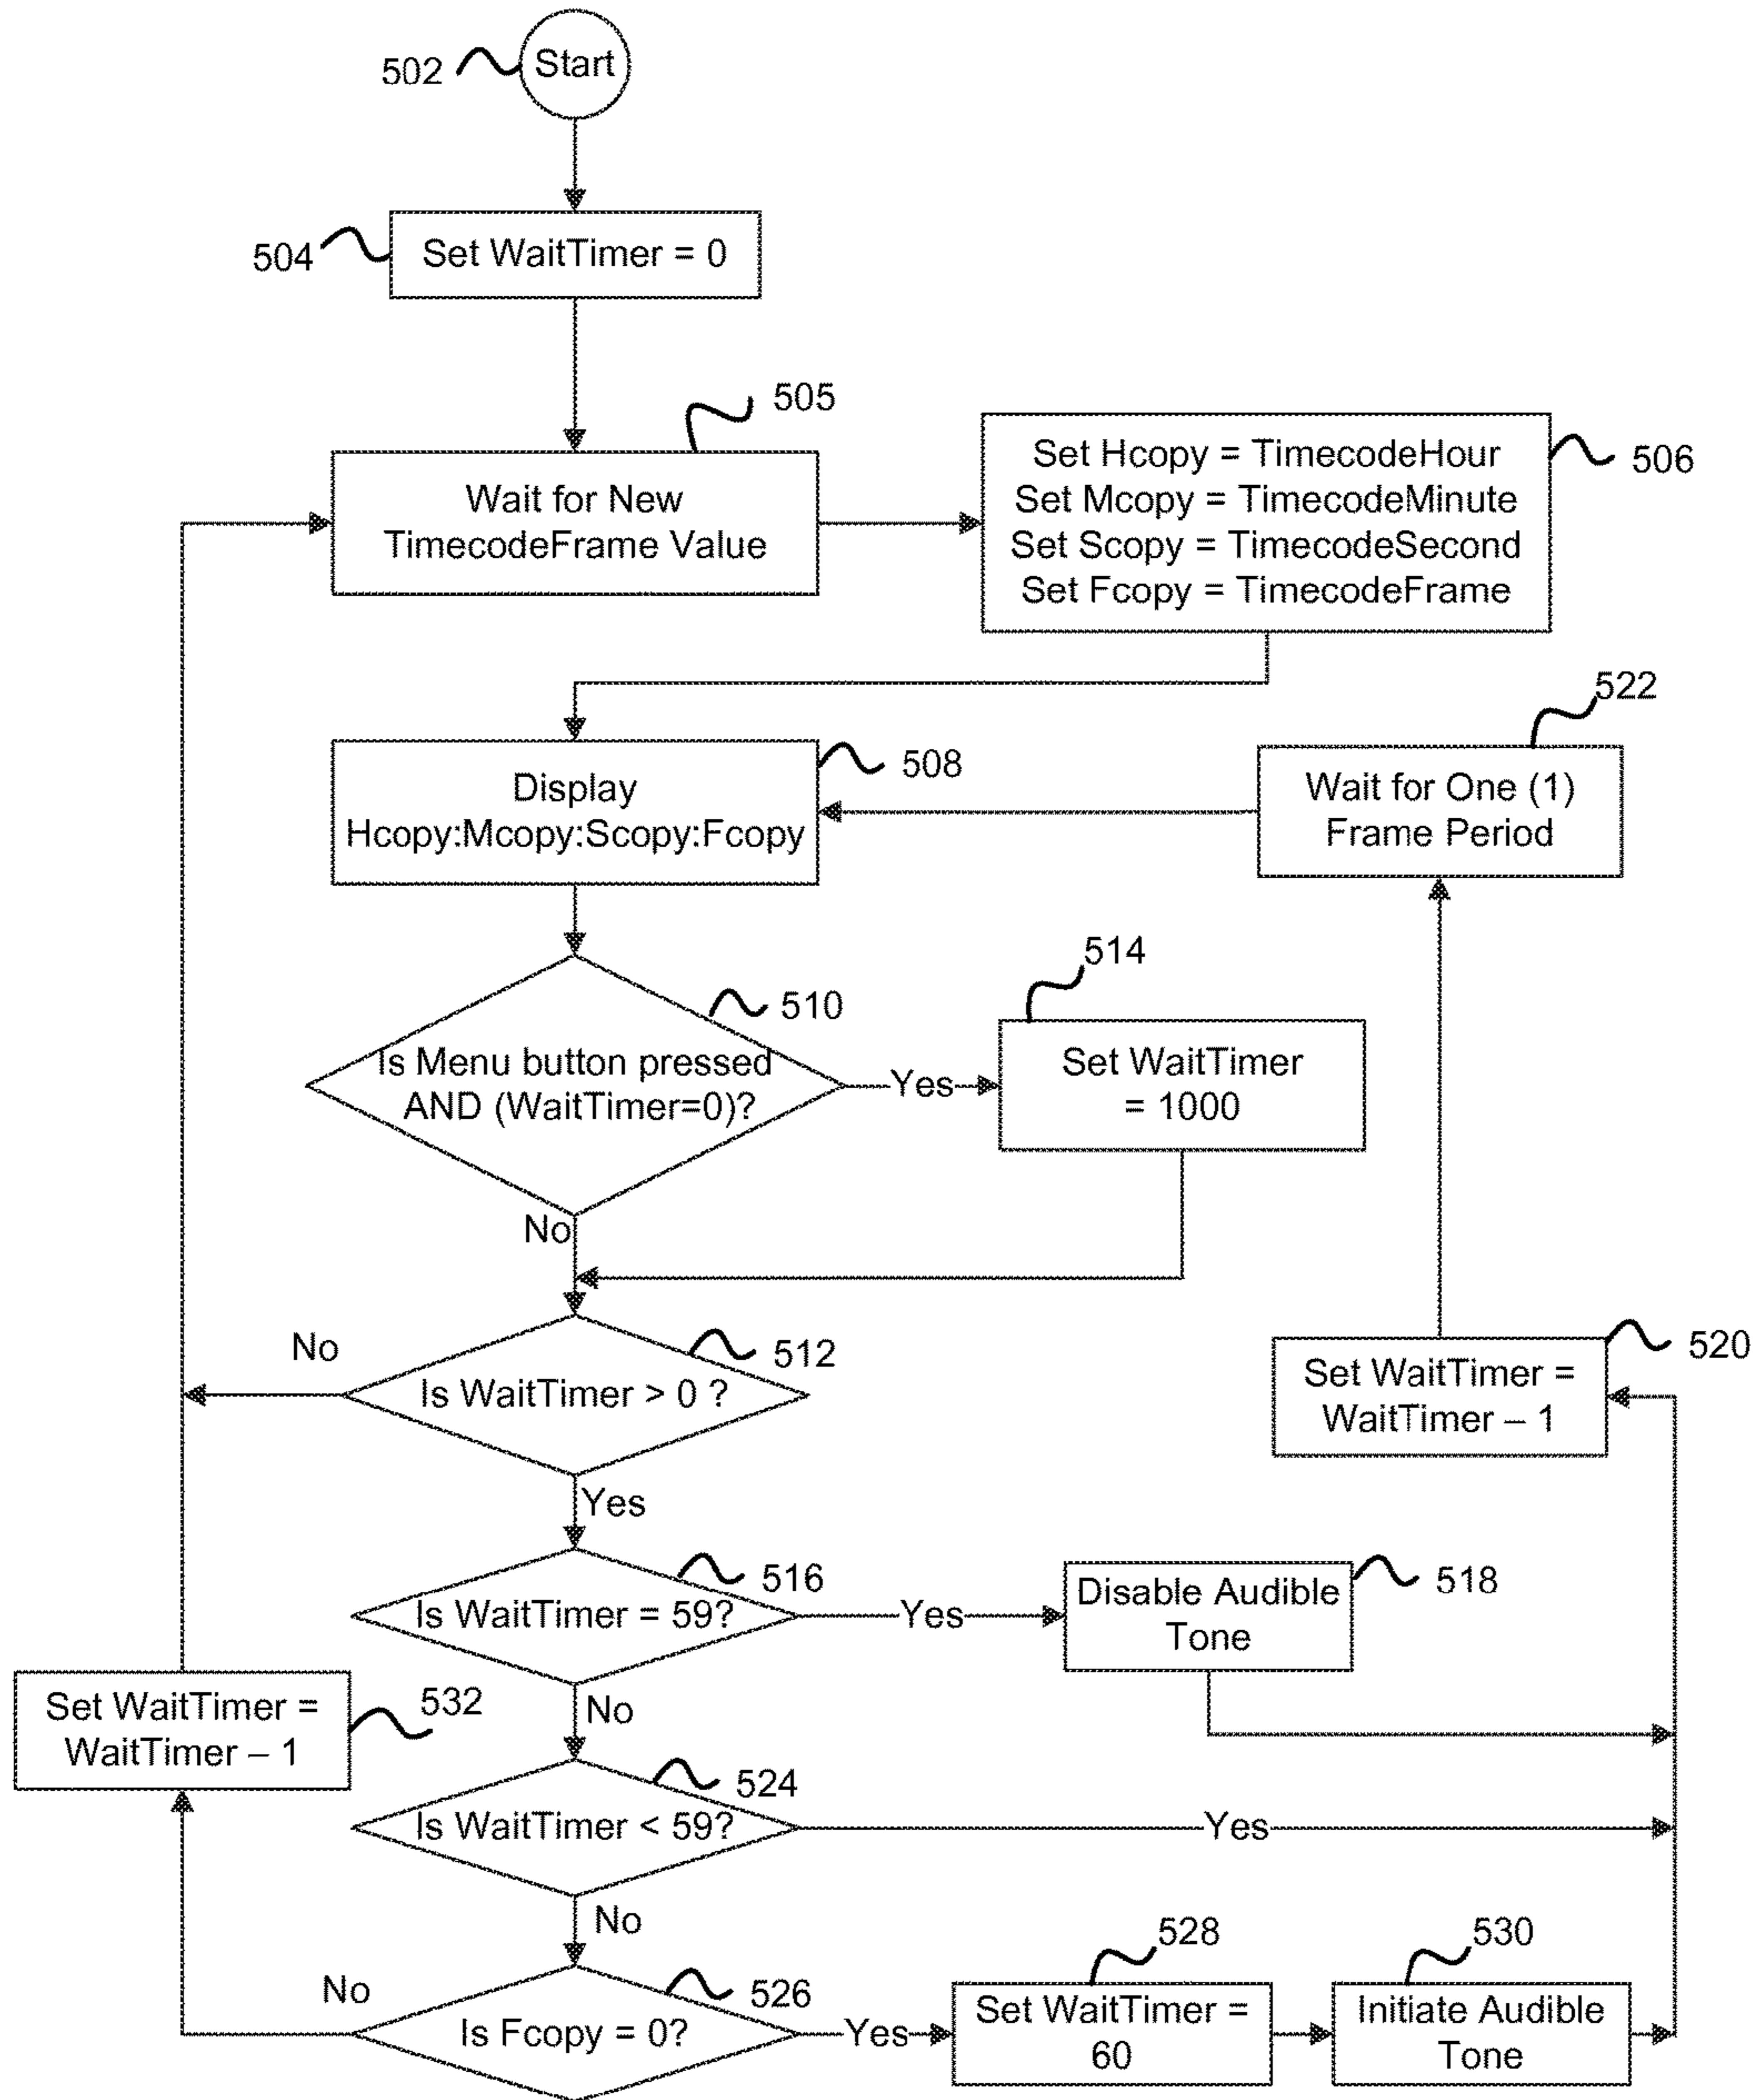 502
Start
504
Set WaitTimer = 0
505
Wait for New
TimecodeFrame Value
Set Hcopy = TimecodeHour
Set Mcopy = TimecodeMinute
Set Scopy = TimecodeSecond
Set Fcopy = TimecodeFrame
506
522
Display
Hcopy:Mcopy:Scopy:Fcopy
508
Wait for One (1)
Frame Period
510
Is Menu button pressed
AND (WaitTimer=0)?
Yes
514
Set WaitTimer
= 1000
No
No
512
Is WaitTimer > 0 ?
520
Set WaitTimer =
WaitTimer – 1
Yes
516
Is WaitTimer = 59?
Yes
518
Disable Audible
Tone
No
Set WaitTimer =
WaitTimer – 1
532
524
Is WaitTimer < 59?
Yes
No
No
526
Is Fcopy = 0?
Yes
528
Set WaitTimer =
60
530
Initiate Audible
Tone